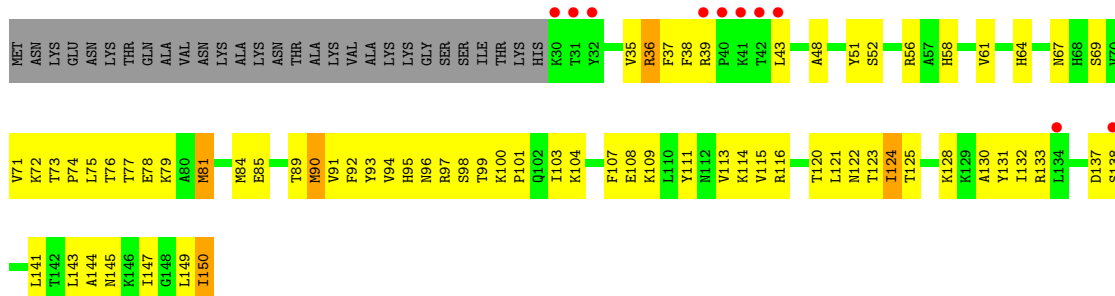 MET ASN LYS GLU ASN LYS THR GLN ALA VAL ASN LYS ALA LYS ASN THR ALA LYS VAL ALA LYS LYS GLY SER SER ILE THR LYS HIS K30 T31 Y32 V35 R36 F37 F38 R39 P40 K41 T42 L43 A48 Y51 S52 R56 A57 H58 V61 H64 N67 H68 S69 V70
V71 K72 T73 P74 L75 T76 T77 E78 K79 A80 M81 M84 E85 T89 M90 V91 F92 Y93 V94 H95 N96 R97 S98 T99 K100 P101 Q102 I103 K104 F107 E108 K109 L110 Y111 N112 V113 K114 V115 R116 T120 L121 N122 T123 I124 T125 K128 K129 A130 Y131 I132 R133 L134 D137 S138
L141 T142 L143 A144 N145 K146 I147 G148 L149 I150